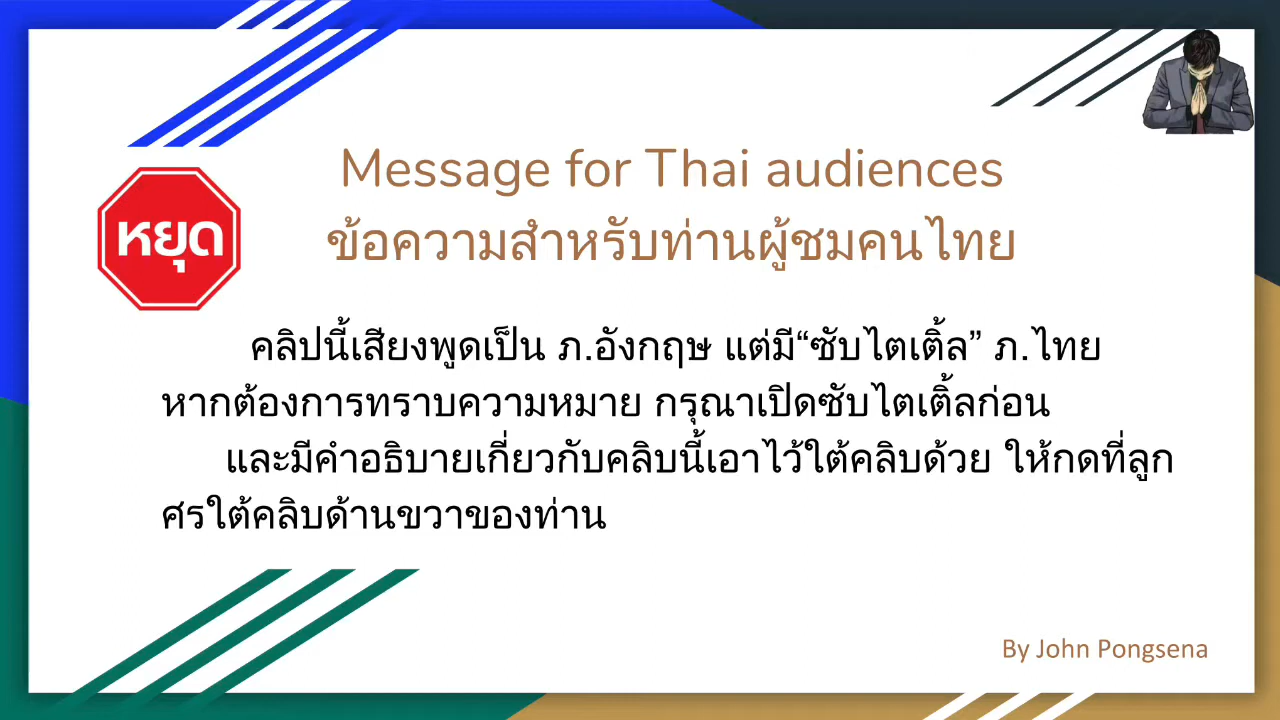 Message for Thai audiences
ข้อความสำหรับท่านผู้ชมคนไทย
หยุด
คลิปนี้เสียงพูดเป็น ภ.อังกฤษ แต่มี“ซับไตเติ้ล” ภ.ไทย
หากต้องการทราบความหมาย กรุณาเปิดซับไตเติ้ลก่อน
และมีคำอธิบายเกี่ยวกับคลิบนี้เอาไว้ใต้คลิบด้วย ให้กดที่ลูก
ศรใต้คลิบด้านขวาของท่าน
By John Pongsena